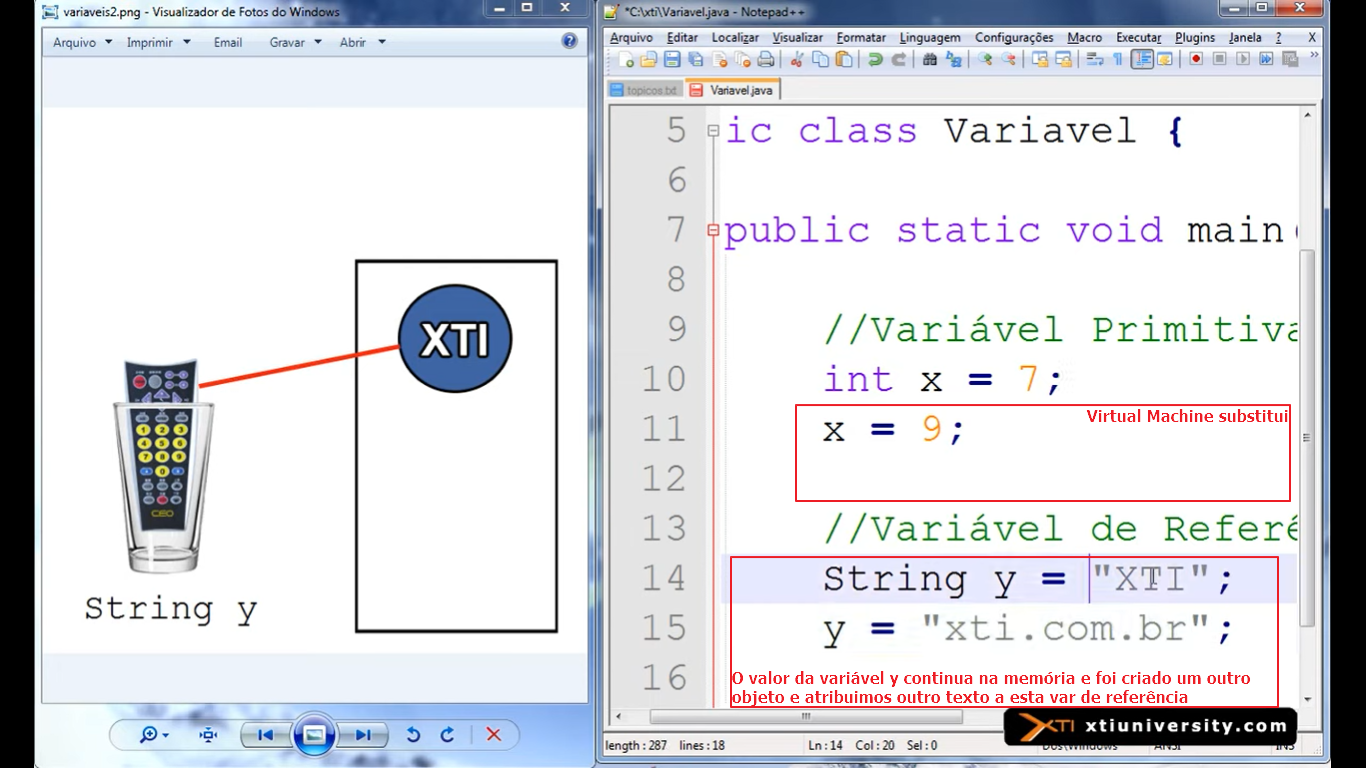 variaveis2.png - Visualizador de Fotos do Windows
Arquivo Imprimir Email Gravar Abrir
XTI
CEO
String y
*C:\xti\Variavel.java - Notepad++
Arquivo Editar Localizar Visualizar Formatar Linguagem Configurações Macro Executar Plugins Janela ? X
topicos.txt Variavel.java
5 ic class Variavel {
6
7 public static void main(
8
9 //Variável Primitiva
10 int x = 7;
Virtual Machine substitui
11 x = 9;
12
13 //Variável de Referê
14 String y = "XTI";
15 y = "xti.com.br";
16
O valor da variável y continua na memória e foi criado um outro
objeto e atribuimos outro texto a esta var de referência
XTI xtiuniversity.com
length : 287 lines : 18 Ln : 14 Col : 20 Sel : 0 Dos\Windows ANSI INS